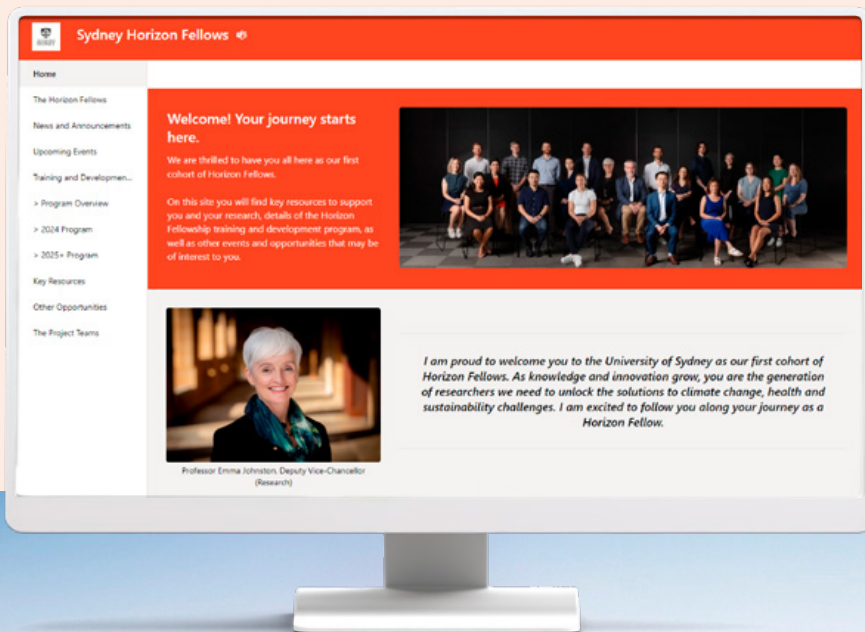 Sydney Horizon Fellows
Home
The Horizon Fellows
News and Announcements
Upcoming Events
Training and Developmen...
> Program Overview
> 2024 Program
> 2025+ Program
Key Resources
Other Opportunities
The Project Teams
Welcome! Your journey starts
here.
We are thrilled to have you all here as our first
cohort of Horizon Fellows.
On this site you will find key resources to support
you and your research, details of the Horizon
Fellowship training and development program, as
well as other events and opportunities that may be
of interest to you.
Professor Emma Johnston, Deputy Vice-Chancellor
(Research)
I am proud to welcome you to the University of Sydney as our first cohort of
Horizon Fellows. As knowledge and innovation grow, you are the generation
of researchers we need to unlock the solutions to climate change, health and
sustainability challenges. I am excited to follow you along your journey as a
Horizon Fellow.